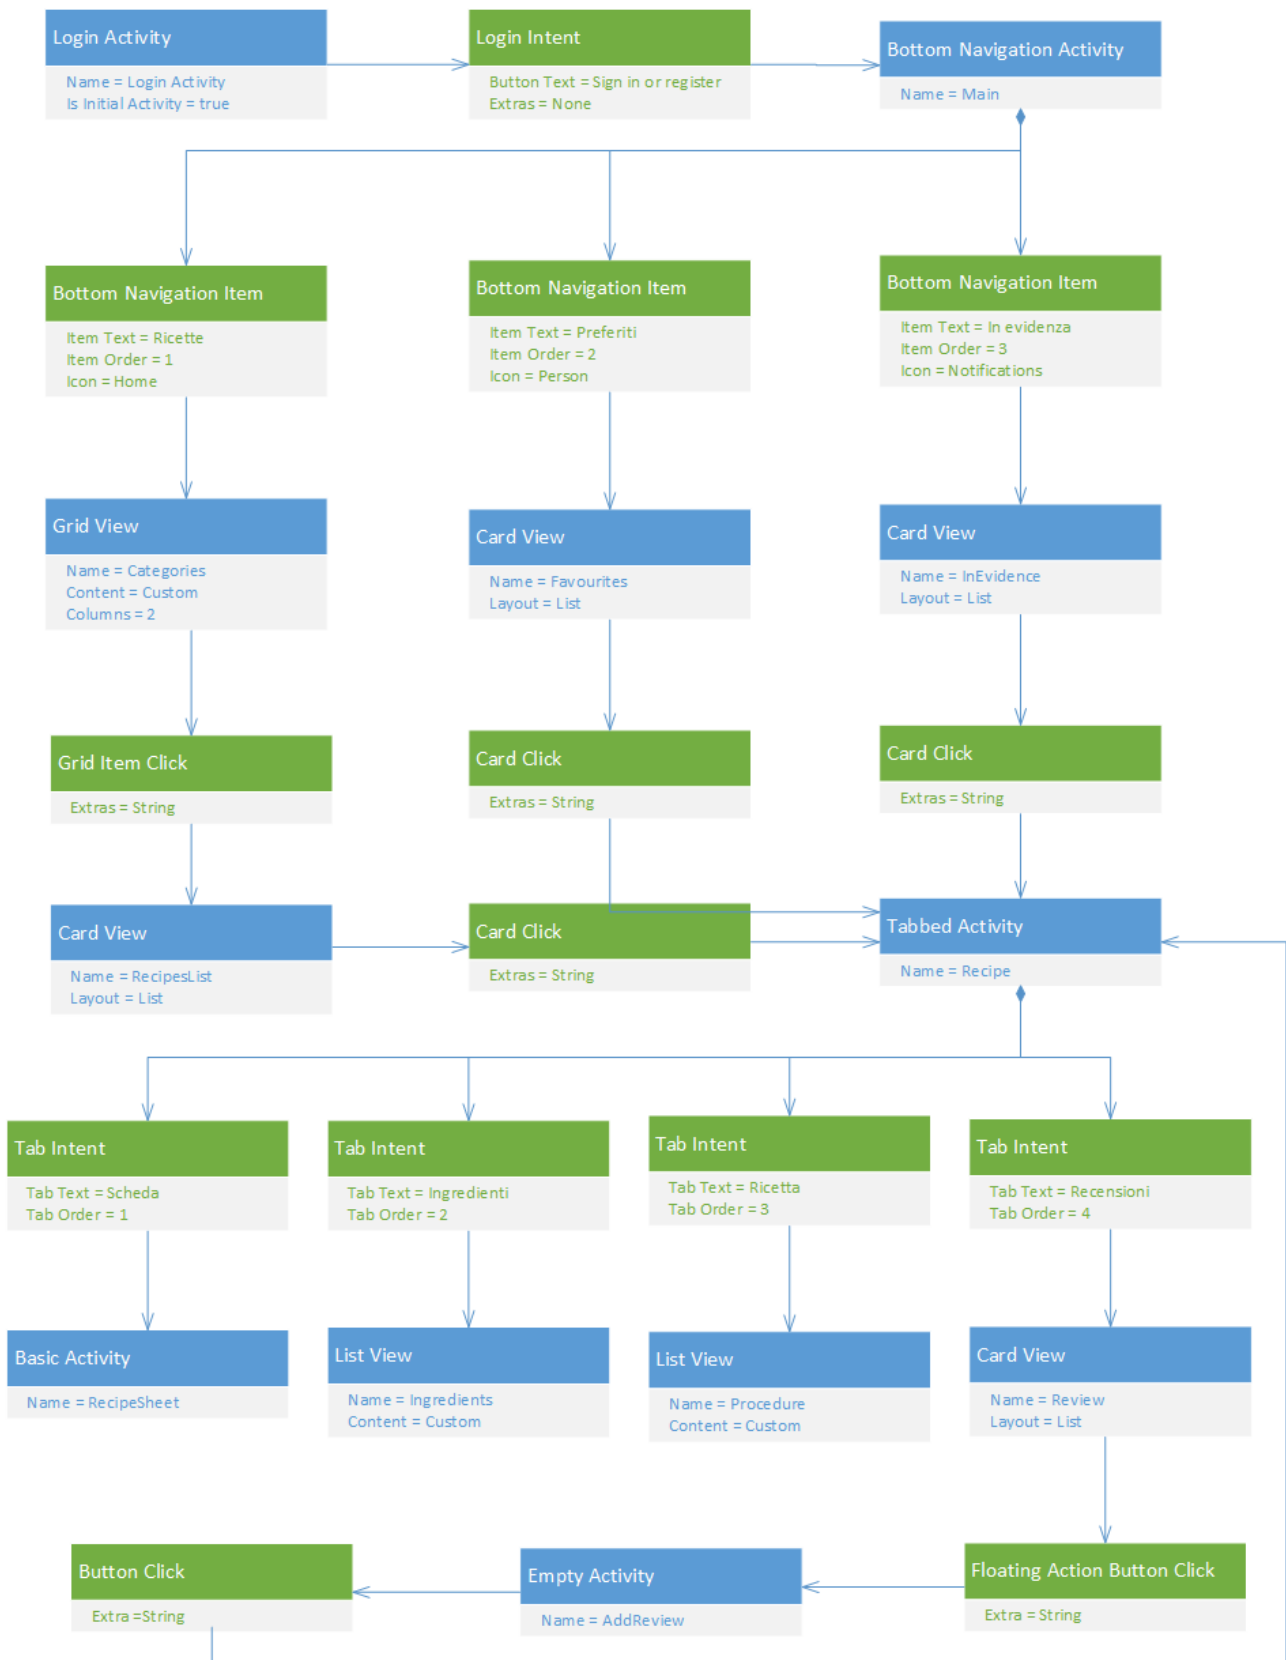 Login Activity
Name = Login Activity
Is Initial Activity = true
Login Intent
Button Text = Sign in or register
Extras = None
Bottom Navigation Activity
Name = Main
Bottom Navigation Item
Item Text = Ricette
Item Order = 1
Icon = Home
Bottom Navigation Item
Item Text = Preferiti
Item Order = 2
Icon = Person
Bottom Navigation Item
Item Text = In evidenza
Item Order = 3
Icon = Notifications
Grid View
Name = Categories
Content = Custom
Columns = 2
Card View
Name = Favourites
Layout = List
Card View
Name = InEvidence
Layout = List
Grid Item Click
Extras = String
Card Click
Extras = String
Card Click
Extras = String
Card View
Name = RecipesList
Layout = List
Card Click
Extras = String
Tabbed Activity
Name = Recipe
Tab Intent
Tab Text = Scheda
Tab Order = 1
Tab Intent
Tab Text = Ingredienti
Tab Order = 2
Tab Intent
Tab Text = Ricetta
Tab Order = 3
Tab Intent
Tab Text = Recensioni
Tab Order = 4
Basic Activity
Name = RecipeSheet
List View
Name = Ingredients
Content = Custom
List View
Name = Procedure
Content = Custom
Card View
Name = Review
Layout = List
Button Click
Extra =String
Empty Activity
Name = AddReview
Floating Action Button Click
Extra = String